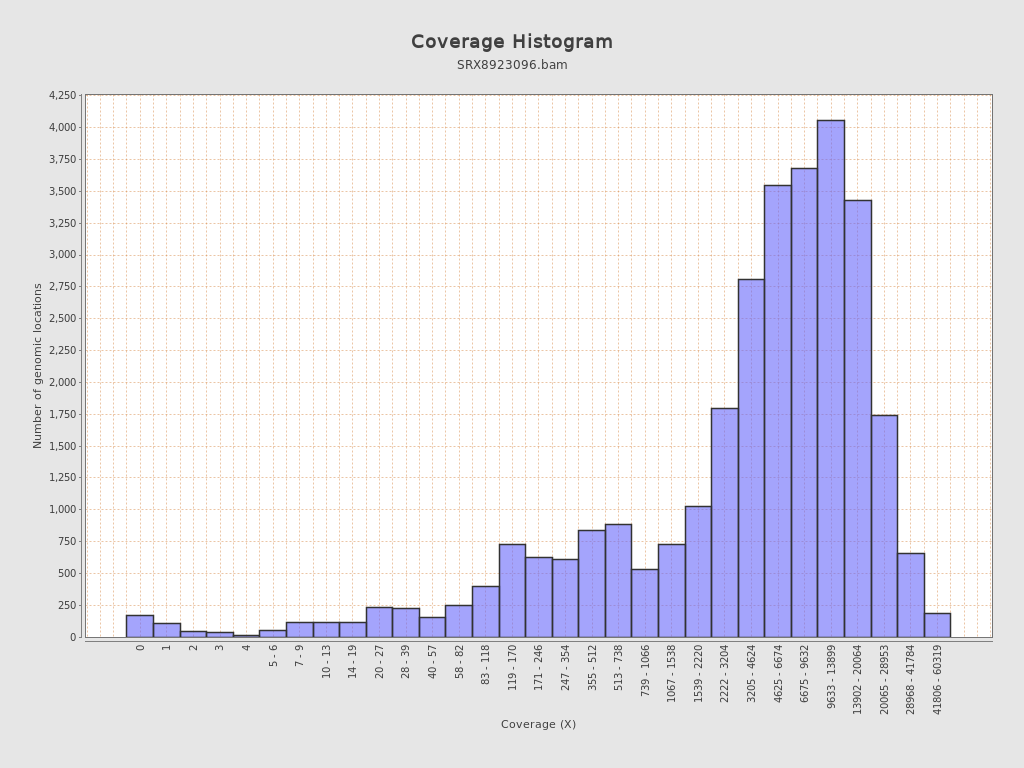 Coverage Histogram
SRX8923096.bam
4,250
4,000
3,750
3,500
3,250
3,000
2,750
2,500
2,250
2,000
1,750
1,500
1,250
1,000
750
500
250
0
Number of genomic locations
0
1
2
3
4
5 - 6
7 - 9
10 - 13
14 - 19
20 - 27
28 - 39
40 - 57
58 - 82
83 - 118
119 - 170
171 - 246
247 - 354
355 - 512
513 - 738
739 - 1066
1067 - 1538
1539 - 2220
2222 - 3204
3205 - 4624
4625 - 6674
6675 - 9632
9633 - 13899
13902 - 20064
20065 - 28953
28968 - 41784
41806 - 60319
Coverage (X)